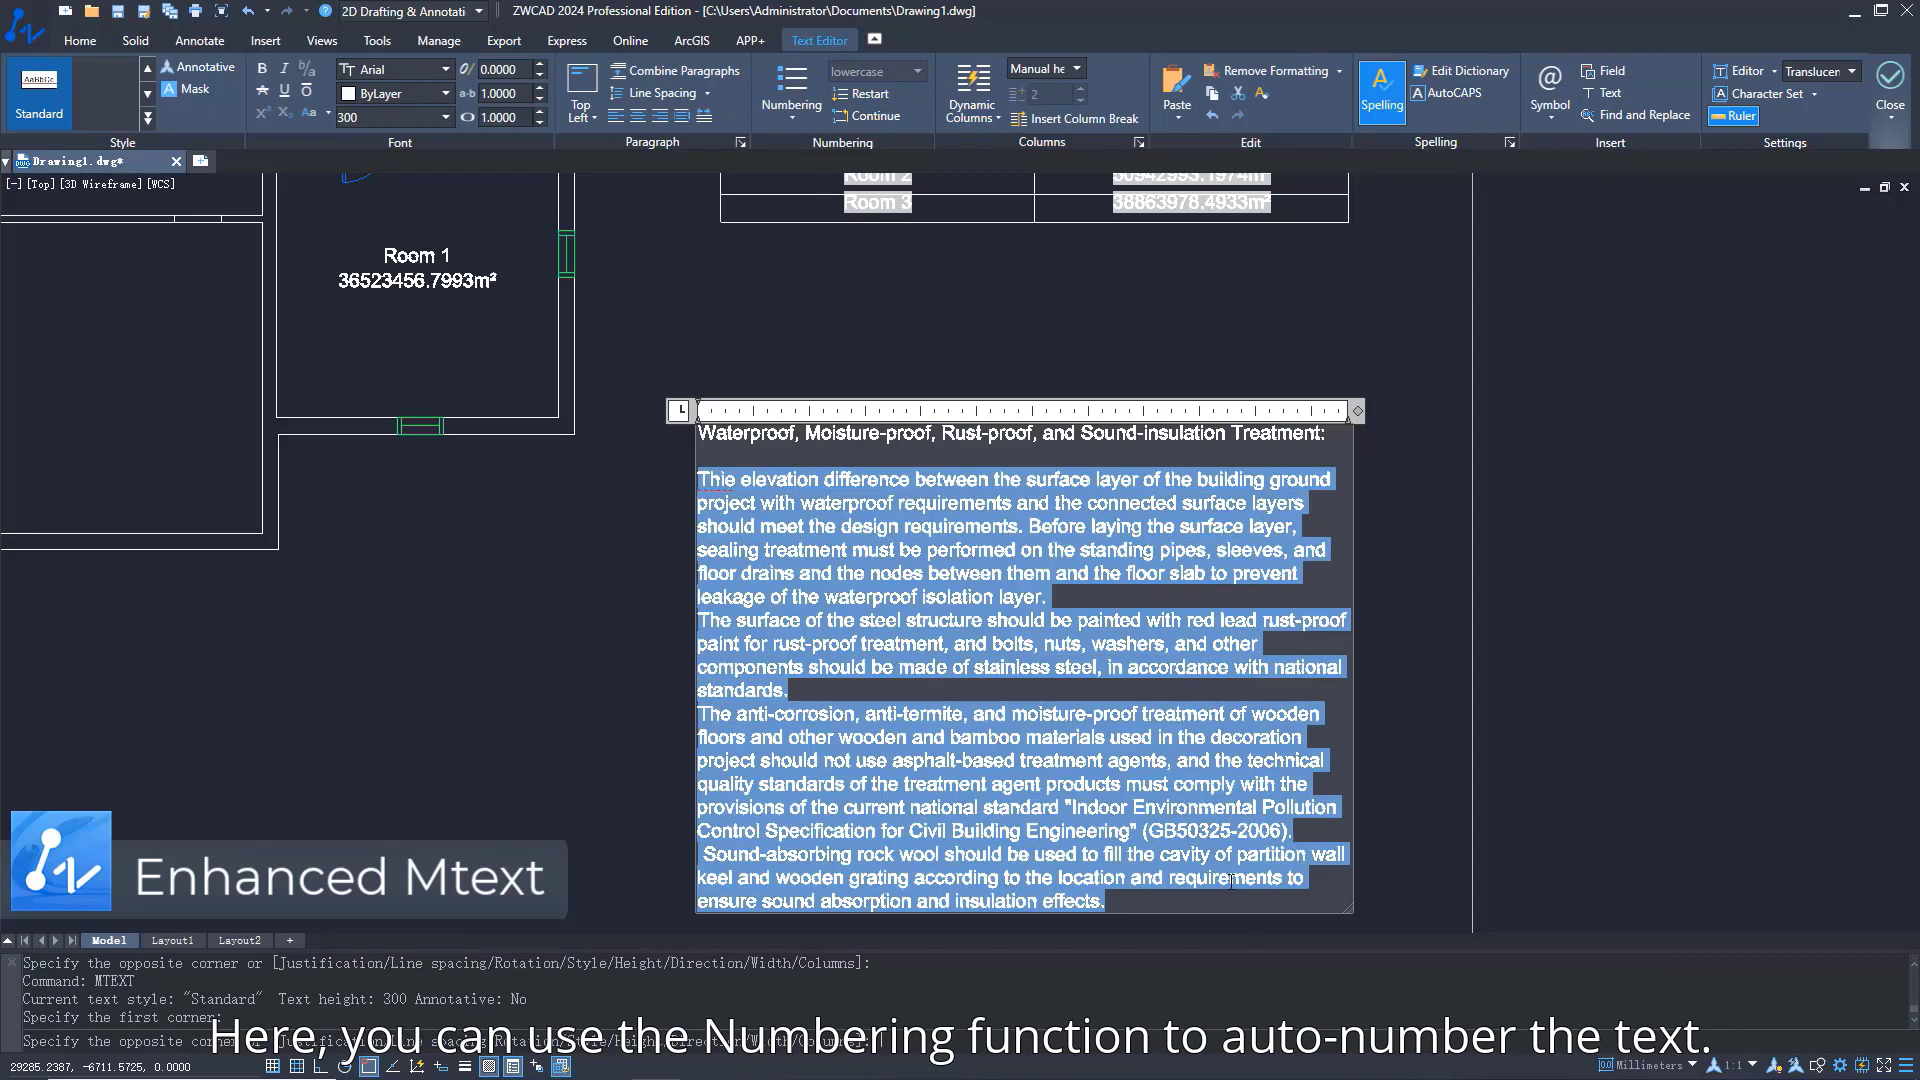 2D Drafting & Annotati
ZWCAD 2024 Professional Edition - [C:\Users\Administrator\Documents\Drawing1.dwg]
Home
Solid
Annotate
Insert
Views
Tools
Manage
Export
Express
Online
ArcGIS
APP+
Text Editor
AaBbCc
Standard
Annotative
Mask
Style
Arial
ByLayer
300
0.0000
1.0000
1.0000
Font
Top
Left
Combine Paragraphs
Line Spacing
Paragraph
Numbering
lowercase
Restart
Continue
Numbering
Dynamic
Columns
Manual he
2
Insert Column Break
Columns
Paste
Remove Formatting
Edit
Spelling
Edit Dictionary
AutoCAPS
Spelling
Symbol
Field
Text
Find and Replace
Insert
Editor
Translucen
Character Set
Ruler
Settings
Close
Drawing1.dwg*
[-] [Top] [3D Wireframe] [WCS]
Room 2
50942993.1974m²
Room 3
38863978.4933m²
Room 1
36523456.7993m²
Waterproof, Moisture-proof, Rust-proof, and Sound-insulation Treatment:
Thie elevation difference between the surface layer of the building ground
project with waterproof requirements and the connected surface layers
should meet the design requirements. Before laying the surface layer,
sealing treatment must be performed on the standing pipes, sleeves, and
floor drains and the nodes between them and the floor slab to prevent
leakage of the waterproof isolation layer.
The surface of the steel structure should be painted with red lead rust-proof
paint for rust-proof treatment, and bolts, nuts, washers, and other
components should be made of stainless steel, in accordance with national
standards.
The anti-corrosion, anti-termite, and moisture-proof treatment of wooden
floors and other wooden and bamboo materials used in the decoration
project should not use asphalt-based treatment agents, and the technical
quality standards of the treatment agent products must comply with the
provisions of the current national standard "Indoor Environmental Pollution
Control Specification for Civil Building Engineering" (GB50325-2006).
Sound-absorbing rock wool should be used to fill the cavity of partition wall
keel and wooden grating according to the location and requirements to
ensure sound absorption and insulation effects.
Enhanced Mtext
Model
Layout1
Layout2
+
Specify the opposite corner or [Justification/Line spacing/Rotation/Style/Height/Direction/Width/Columns]:
Command: MTEXT
Current text style: "Standard" Text height: 300 Annotative: No
Specify the first corner:
Specify the opposite corner
Here, you can use the Numbering function to auto-number the text.
29285.2387, -6711.5725, 0.0000
Millimeters
1:1